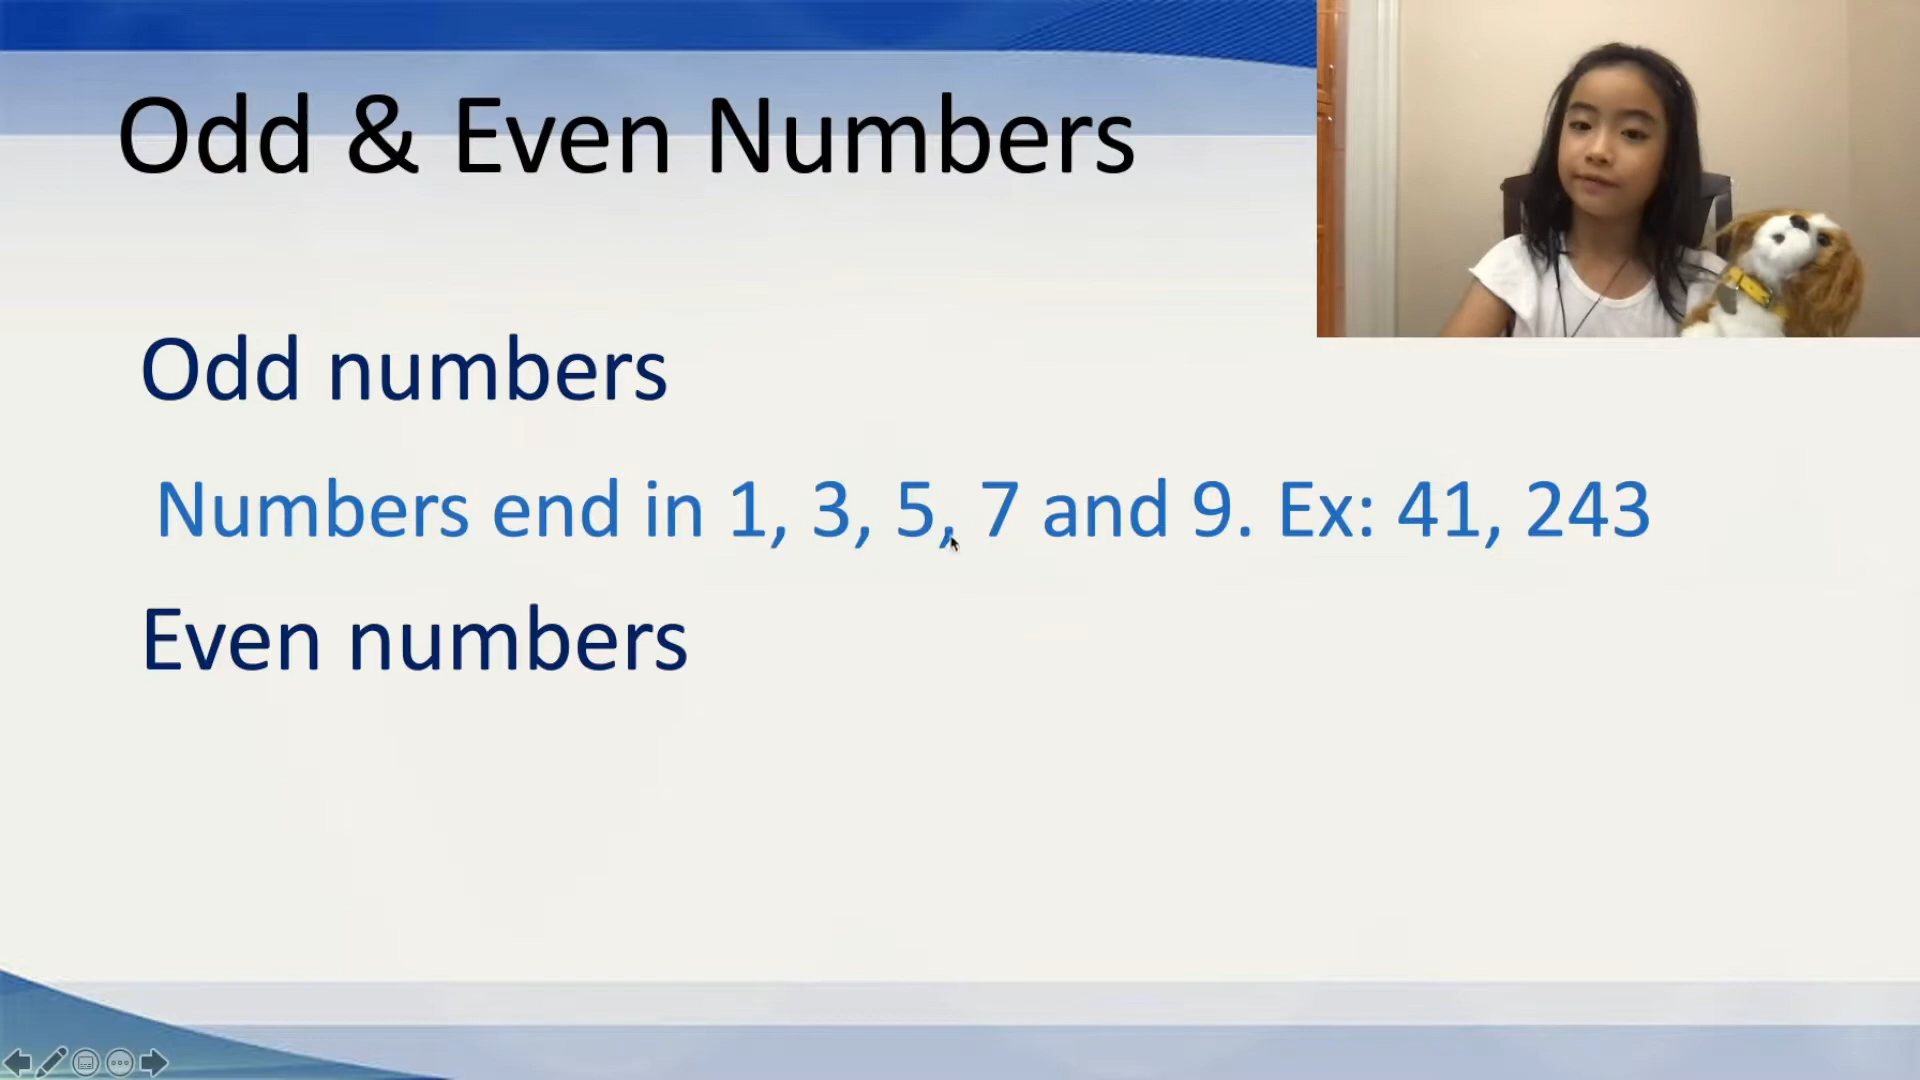 Odd & Even Numbers
Odd numbers
Numbers end in 1, 3, 5, 7 and 9. Ex: 41, 243
Even numbers